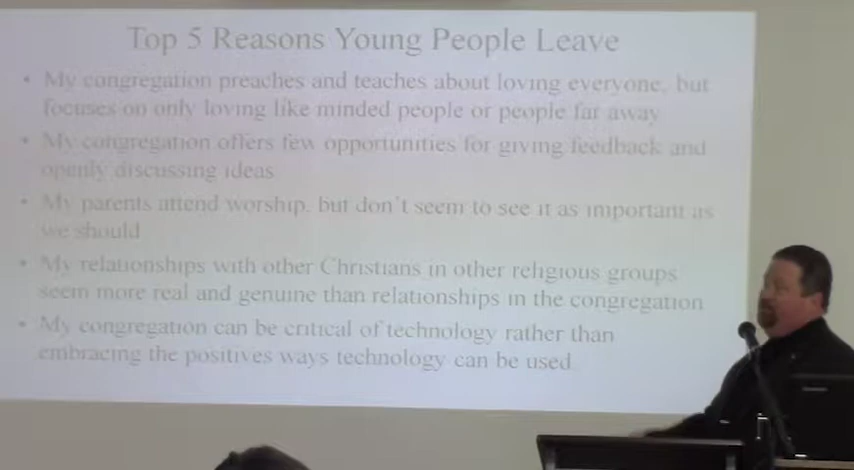 Top 5 Reasons Young People Leave
• My congregation preaches and teaches about loving everyone, but
focuses on only loving like minded people or people far away
• My congregation offers few opportunities for giving feedback and
openly discussing ideas
• My parents attend worship, but don't seem to see it as important as
we should
• My relationships with other Christians in other religious groups
seem more real and genuine than relationships in the congregation
• My congregation can be critical of technology rather than
embracing the positives ways technology can be used